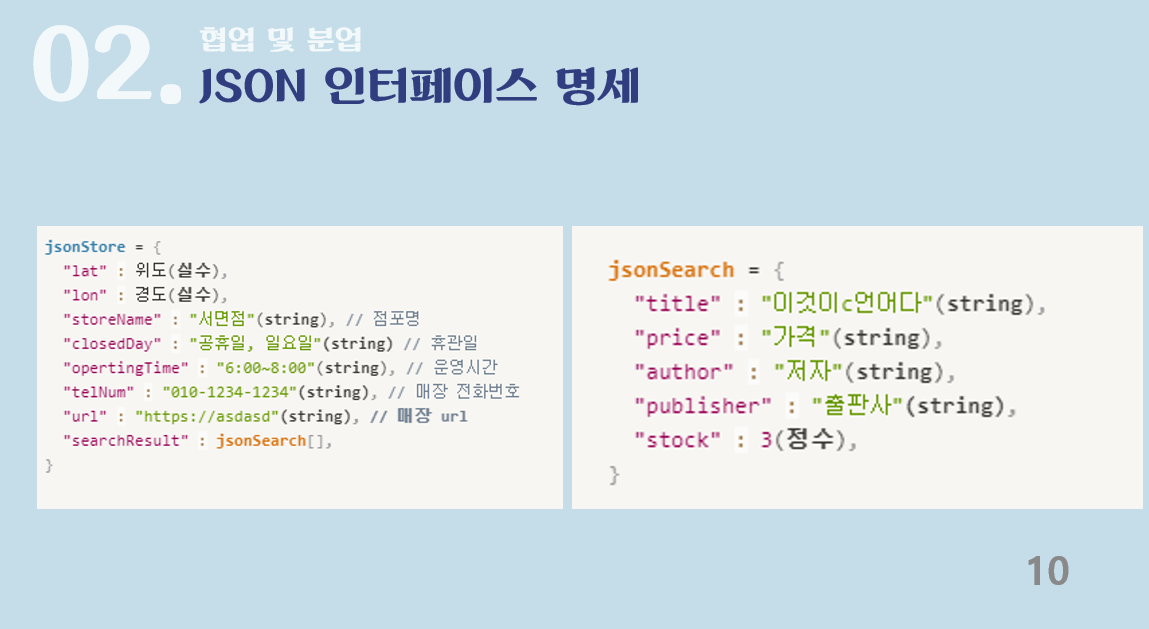 02.
협업 및 분업
JSON 인터페이스 명세
jsonStore = {
"lat" : 위도(실수),
"lon" : 경도(실수),
"storeName" : "서면점"(string), // 점포명
"closedDay" : "공휴일, 일요일"(string) // 휴관일
"opertingTime" : "6:00~8:00"(string), // 운영시간
"telNum" : "010-1234-1234"(string), // 매장 전화번호
"url" : "https://asdasd"(string), // 매장 url
"searchResult" : jsonSearch[],
}
jsonSearch = {
"title" : "이것이c언어다"(string),
"price" : "가격"(string),
"author" : "저자"(string),
"publisher" : "출판사"(string),
"stock" : 3(정수),
}
10